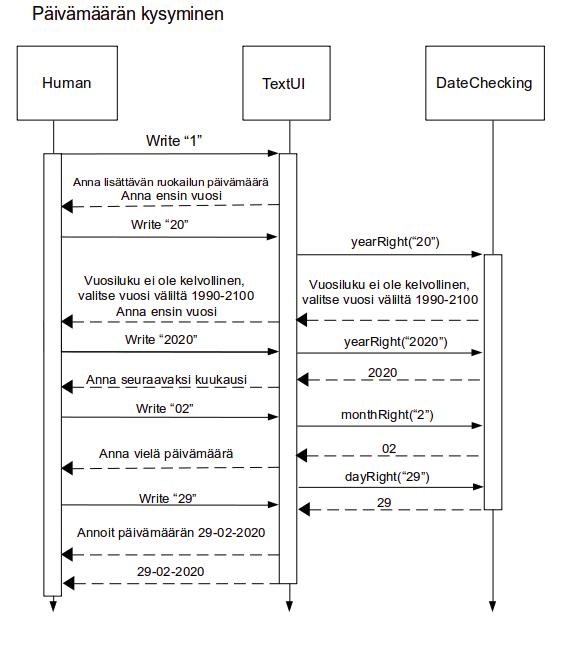 Päivämäärän kysyminen
Human
TextUI
DateChecking
Write “1”
Anna lisättävän ruokailun päivämäärä
Anna ensin vuosi
Write “20”
yearRight(“20”)
Vuosiluku ei ole kelvollinen,
valitse vuosi väliltä 1990-2100
Vuosiluku ei ole kelvollinen,
valitse vuosi väliltä 1990-2100
Anna ensin vuosi
Write “2020”
yearRight(“2020”)
2020
Anna seuraavaksi kuukausi
Write “02”
monthRight(“2”)
02
Anna vielä päivämäärä
dayRight(“29”)
Write “29”
29
Annoit päivämäärän 29-02-2020
29-02-2020